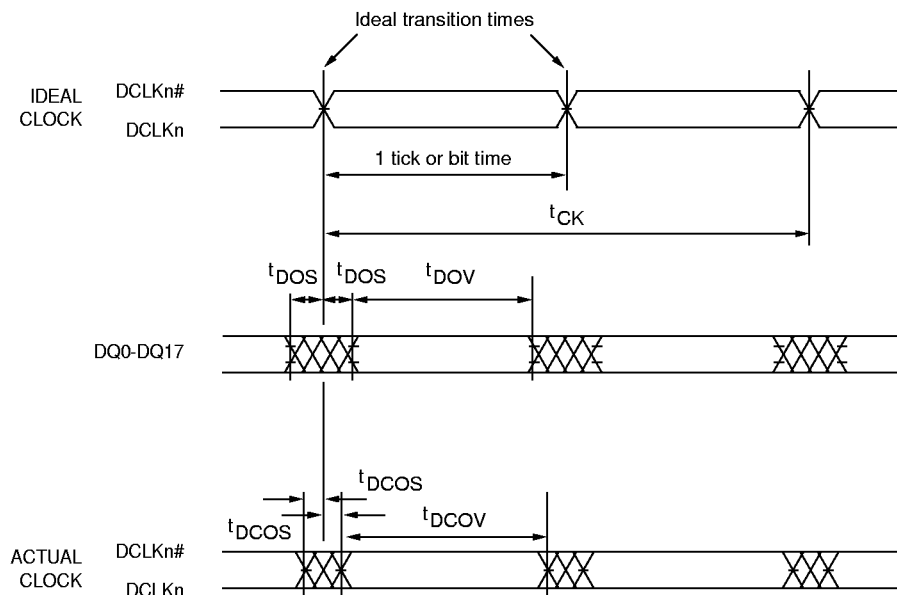 Ideal transition times
IDEAL
CLOCK
DCLKn#
DCLKn
1 tick or bit time
tCK
tDOS
tDOS
tDOV
DQ0-DQ17
tDCOS
tDCOS
tDCOV
ACTUAL
CLOCK
DCLKn#
DCLKn